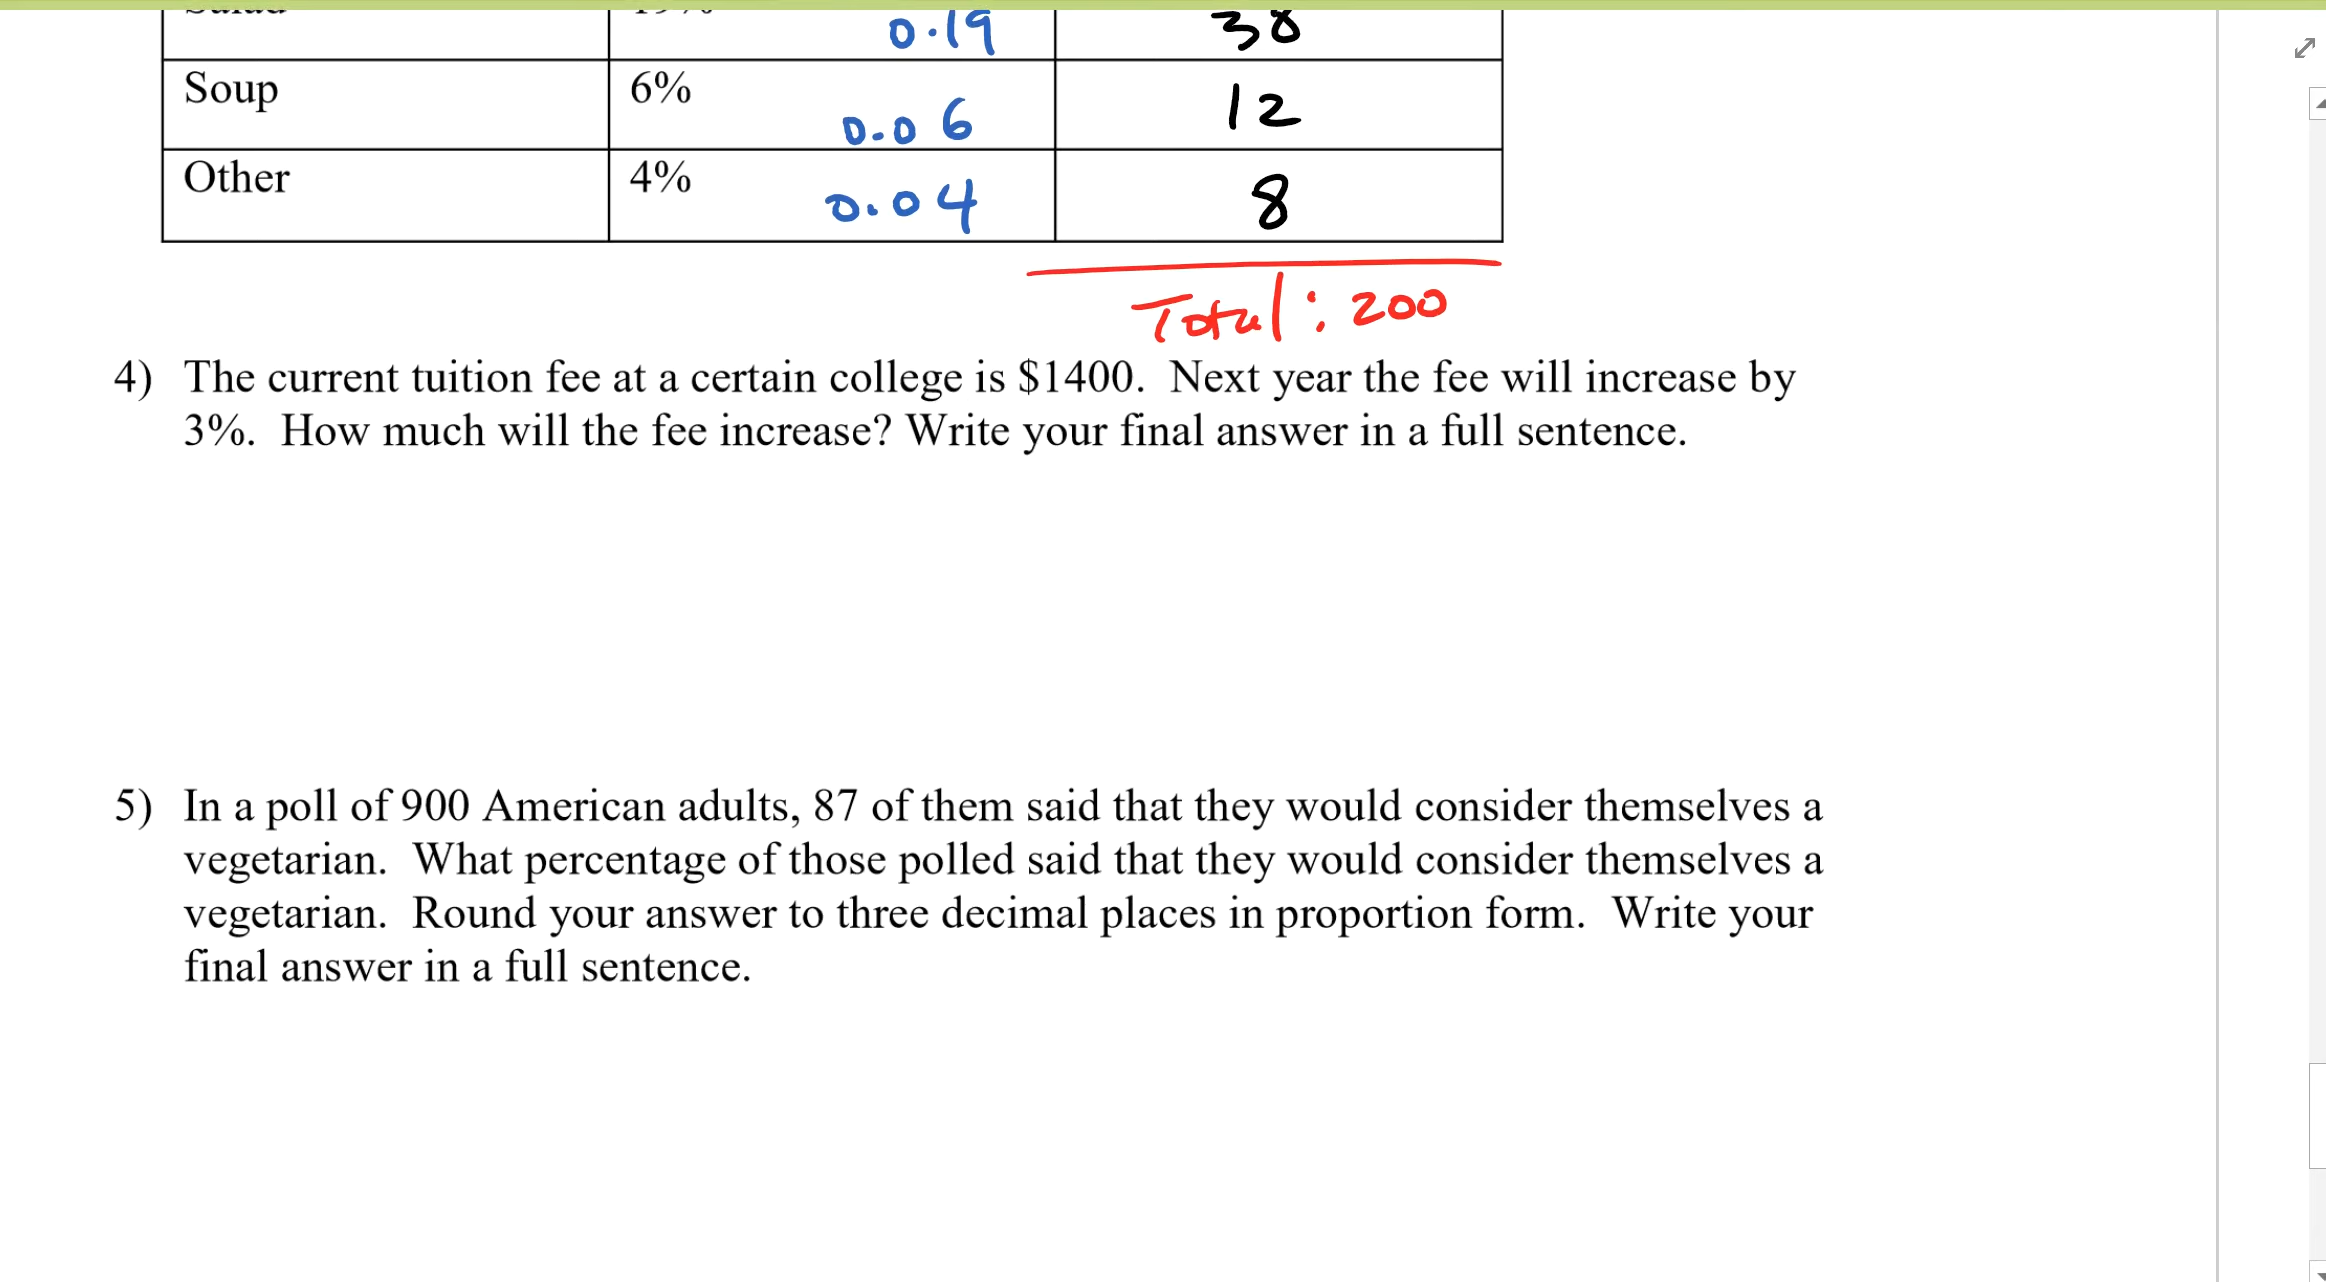 0.19 38
Soup 6% 0.06 12
Other 4% 0.04 8
Total: 200
4) The current tuition fee at a certain college is $1400. Next year the fee will increase by
3%. How much will the fee increase? Write your final answer in a full sentence.
5) In a poll of 900 American adults, 87 of them said that they would consider themselves a
vegetarian. What percentage of those polled said that they would consider themselves a
vegetarian. Round your answer to three decimal places in proportion form. Write your
final answer in a full sentence.